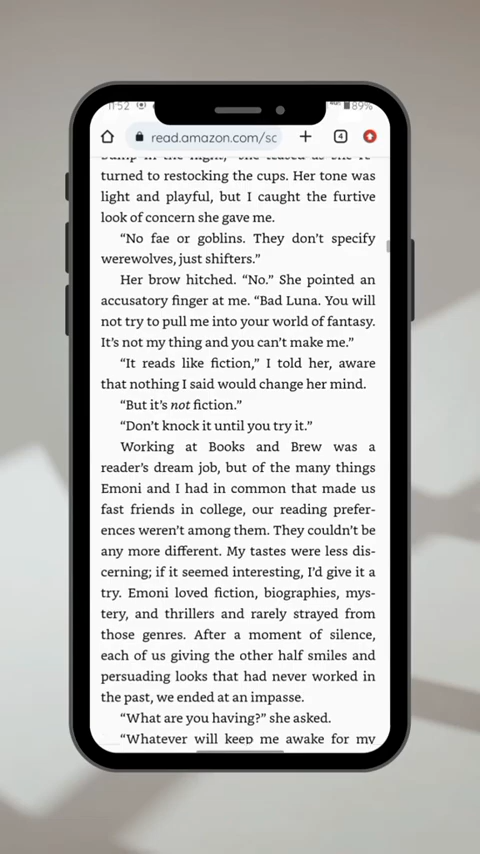 11:52
89%
read.amazon.com/sc
4
turned to restocking the cups. Her tone was
light and playful, but I caught the furtive
look of concern she gave me.
“No fae or goblins. They don’t specify
werewolves, just shifters.”
Her brow hitched. “No.” She pointed an
accusatory finger at me. “Bad Luna. You will
not try to pull me into your world of fantasy.
It’s not my thing and you can’t make me.”
“It reads like fiction,” I told her, aware
that nothing I said would change her mind.
“But it’s not fiction.”
“Don’t knock it until you try it.”
Working at Books and Brew was a
reader’s dream job, but of the many things
Emoni and I had in common that made us
fast friends in college, our reading prefer-
ences weren’t among them. They couldn’t be
any more different. My tastes were less dis-
cerning; if it seemed interesting, I’d give it a
try. Emoni loved fiction, biographies, mys-
tery, and thrillers and rarely strayed from
those genres. After a moment of silence,
each of us giving the other half smiles and
persuading looks that had never worked in
the past, we ended at an impasse.
“What are you having?” she asked.
“Whatever will keep me awake for my